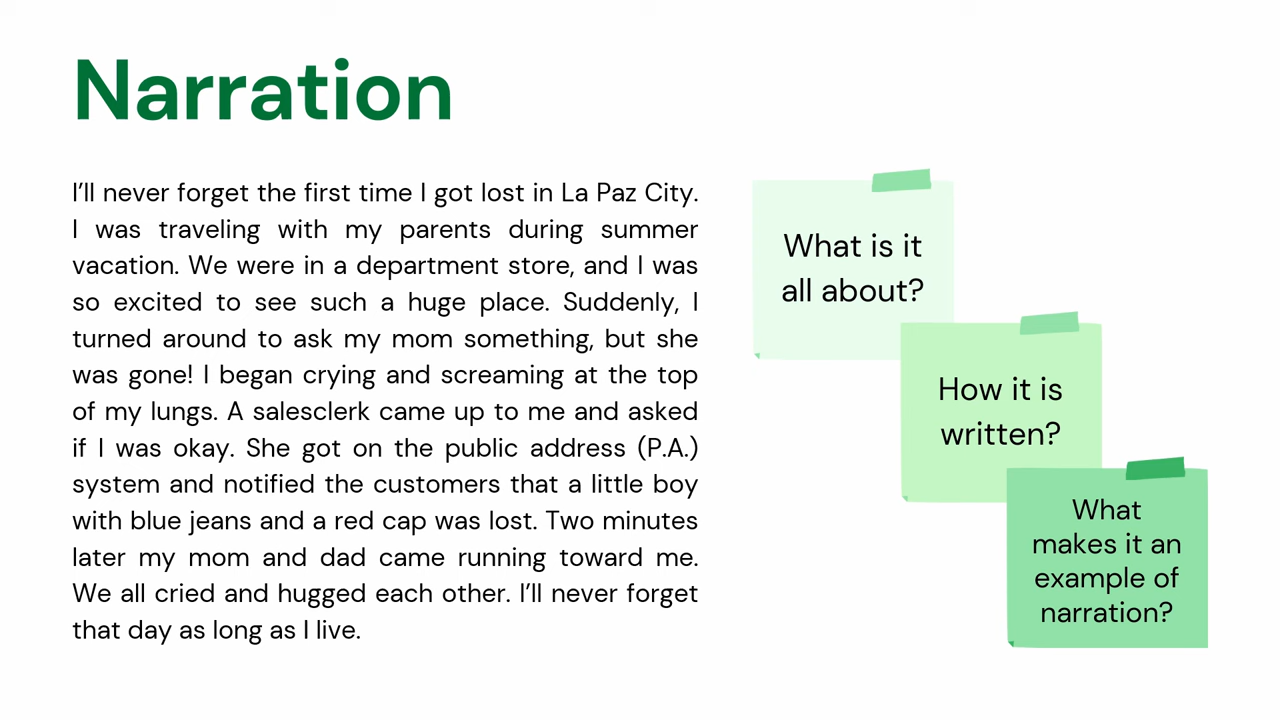 Narration
I’ll never forget the first time I got lost in La Paz City.
I was traveling with my parents during summer
vacation. We were in a department store, and I was
so excited to see such a huge place. Suddenly, I
turned around to ask my mom something, but she
was gone! I began crying and screaming at the top
of my lungs. A salesclerk came up to me and asked
if I was okay. She got on the public address (P.A.)
system and notified the customers that a little boy
with blue jeans and a red cap was lost. Two minutes
later my mom and dad came running toward me.
We all cried and hugged each other. I’ll never forget
that day as long as I live.
What is it
all about?
How it is
written?
What
makes it an
example of
narration?